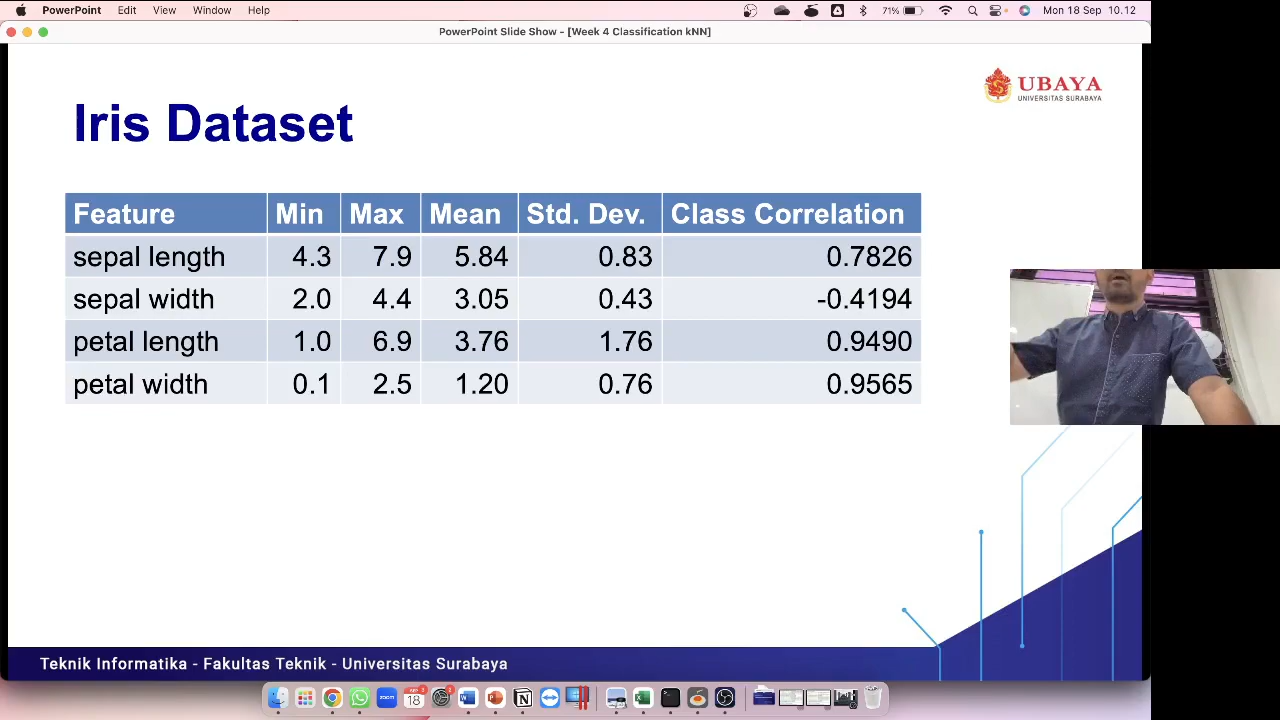 PowerPoint Edit View Window Help 71% Mon 18 Sep 10.12
PowerPoint Slide Show - [Week 4 Classification kNN]
UBAYA
UNIVERSITAS SURABAYA
Iris Dataset
Feature Min Max Mean Std. Dev. Class Correlation
sepal length 4.3 7.9 5.84 0.83 0.7826
sepal width 2.0 4.4 3.05 0.43 -0.4194
petal length 1.0 6.9 3.76 1.76 0.9490
petal width 0.1 2.5 1.20 0.76 0.9565
Teknik Informatika - Fakultas Teknik - Universitas Surabaya
zoom 18